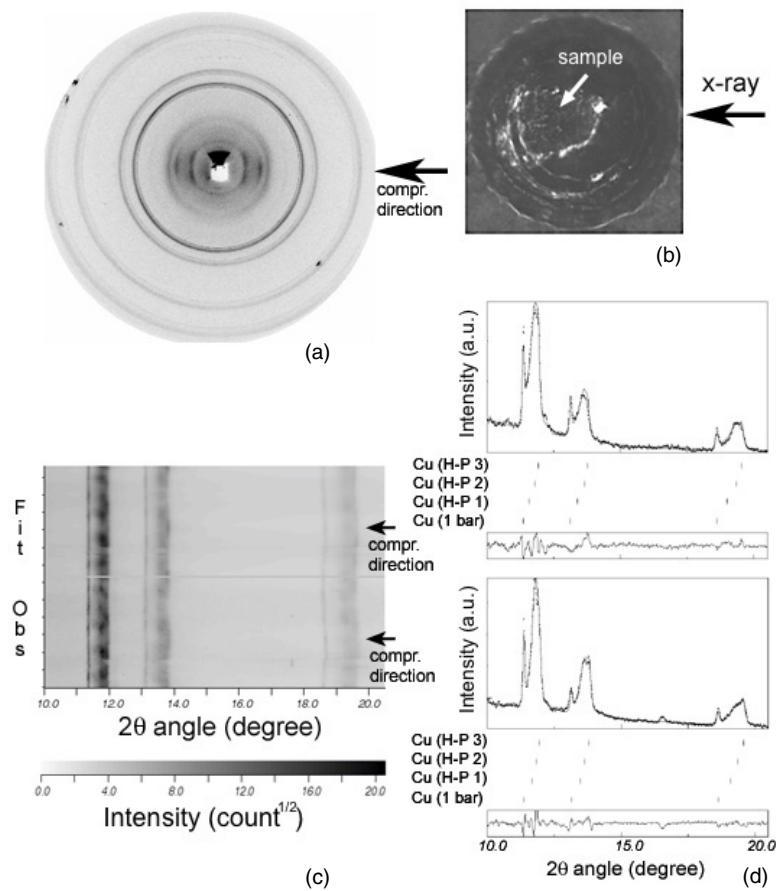 compr.
direction
(a)
sample
x-ray
(b)
Fit
Obs
compr.
direction
compr.
direction
10.0 12.0 14.0 16.0 18.0 20.0
2θ angle (degree)
0.0 4.0 8.0 12.0 16.0 20.0
Intensity (count1/2)
(c)
Intensity (a.u.)
Cu (H-P 3)
Cu (H-P 2)
Cu (H-P 1)
Cu (1 bar)
Intensity (a.u.)
Cu (H-P 3)
Cu (H-P 2)
Cu (H-P 1)
Cu (1 bar)
10.0 15.0 20.0
2θ angle (degree)
(d)